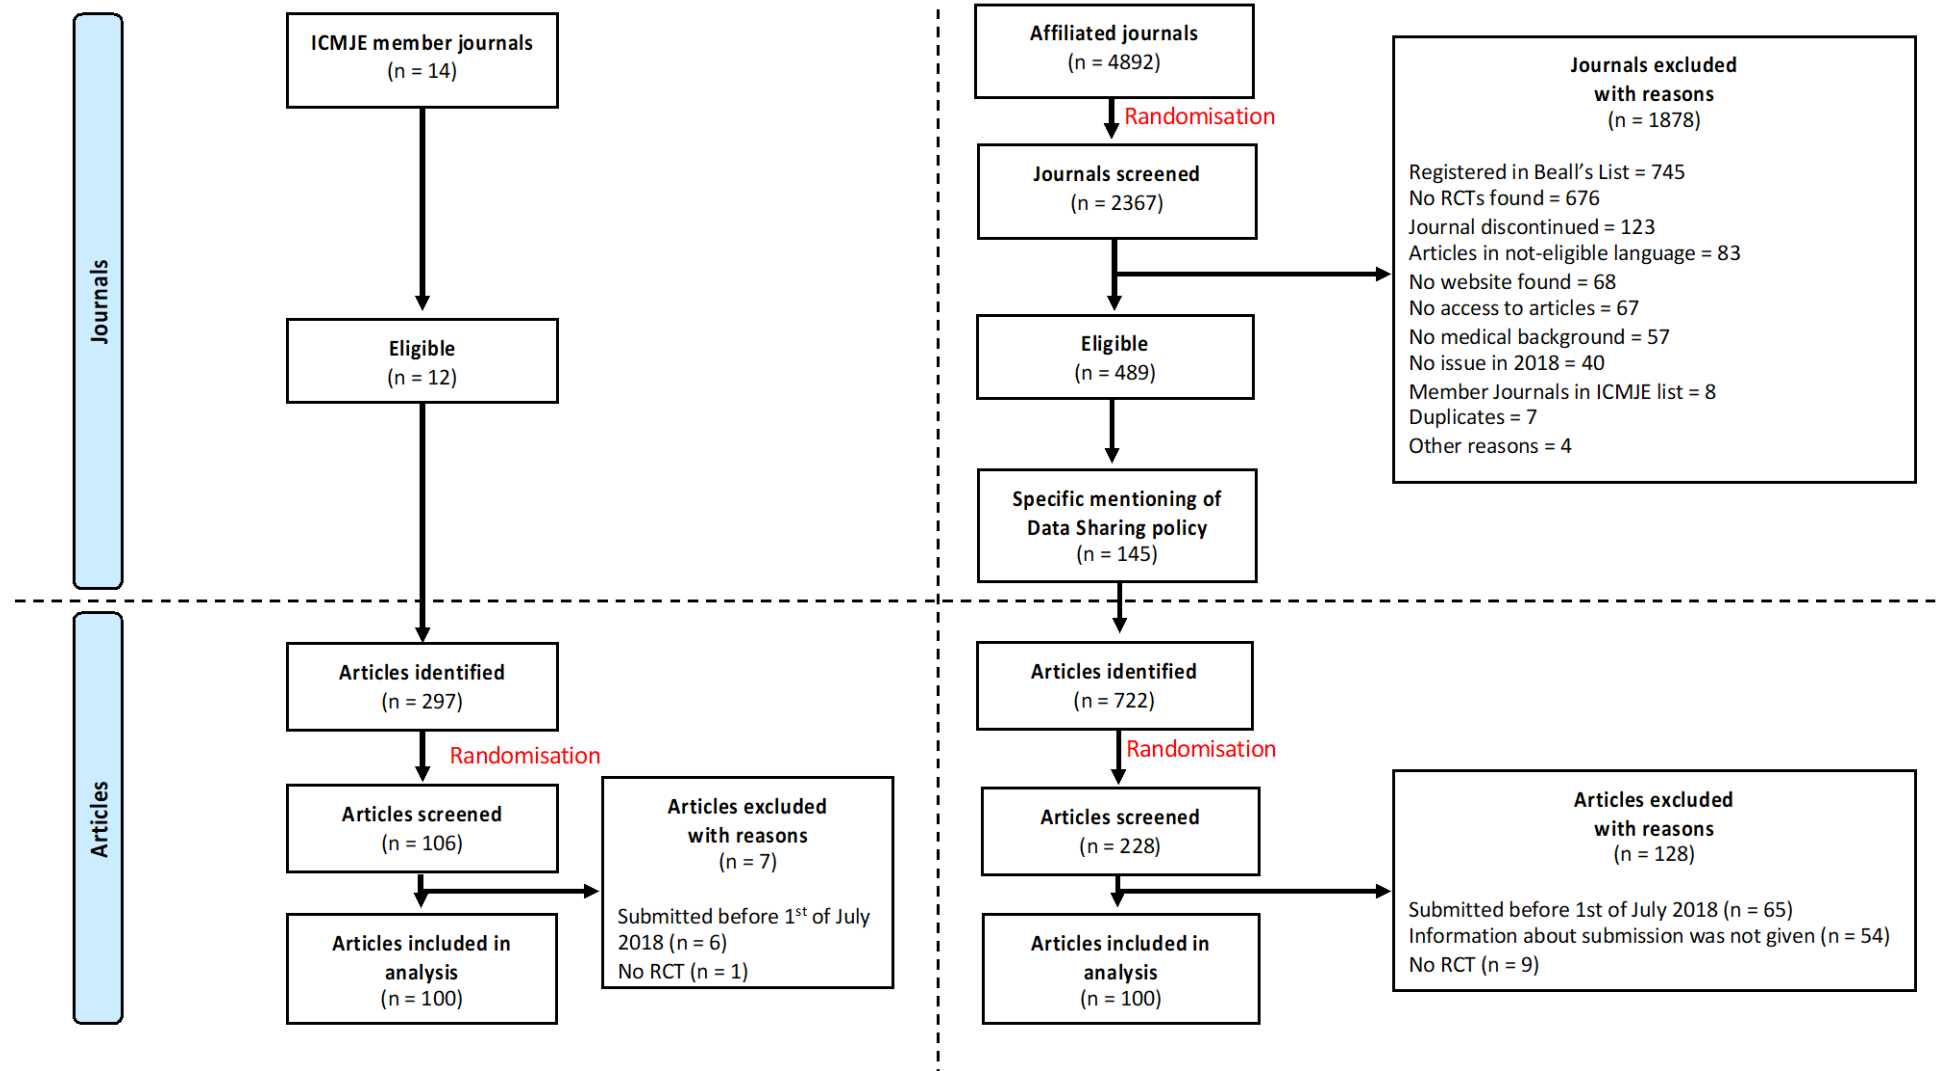 Journals
ICMJE member journals
(n = 14)
Eligible
(n = 12)
Affiliated journals
(n = 4892)
Randomisation
Journals screened
(n = 2367)
Journals excluded
with reasons
(n = 1878)
Registered in Beall’s List = 745
No RCTs found = 676
Journal discontinued = 123
Articles in not-eligible language = 83
No website found = 68
No access to articles = 67
No medical background = 57
No issue in 2018 = 40
Member Journals in ICMJE list = 8
Duplicates = 7
Other reasons = 4
Eligible
(n = 489)
Specific mentioning of
Data Sharing policy
(n = 145)
Articles
Articles identified
(n = 297)
Randomisation
Articles screened
(n = 106)
Articles excluded
with reasons
(n = 7)
Submitted before 1st of July
2018 (n = 6)
No RCT (n = 1)
Articles included in
analysis
(n = 100)
Articles identified
(n = 722)
Randomisation
Articles screened
(n = 228)
Articles excluded
with reasons
(n = 128)
Submitted before 1st of July 2018 (n = 65)
Information about submission was not given (n = 54)
No RCT (n = 9)
Articles included in
analysis
(n = 100)